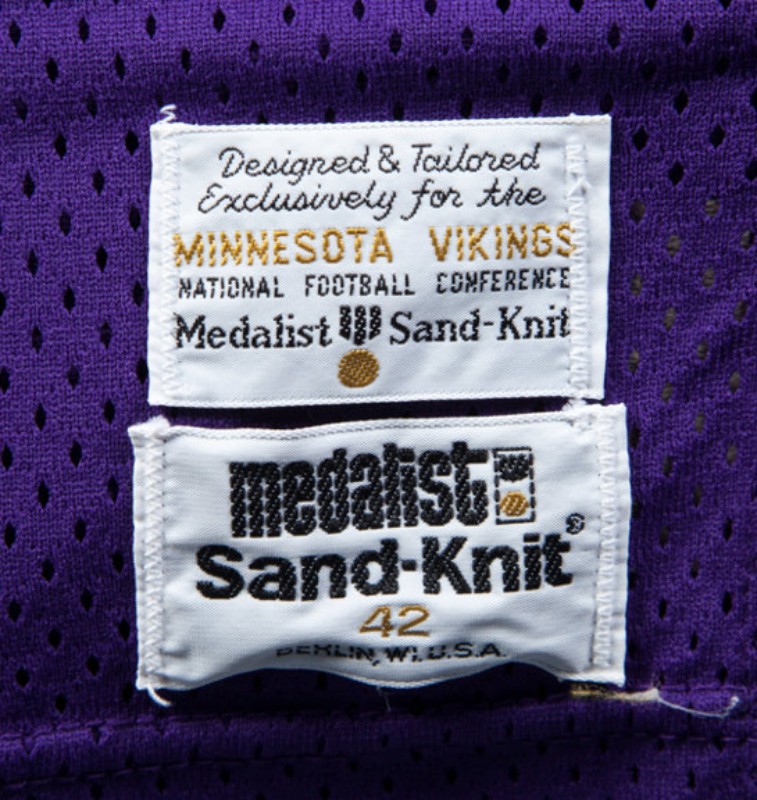 Designed & Tailored
Exclusively for the
MINNESOTA VIKINGS
NATIONAL FOOTBALL CONFERENCE
Medalist Sand-Knit
medalist
Sand-Knit®
42
BERLIN, WI. U.S.A.